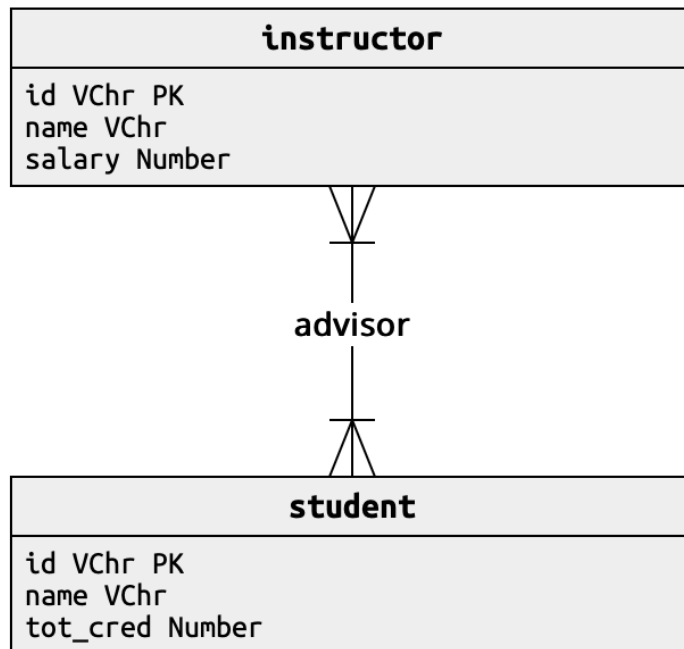 instructor
id VChr PK
name VChr
salary Number
advisor
student
id VChr PK
name VChr
tot_cred Number